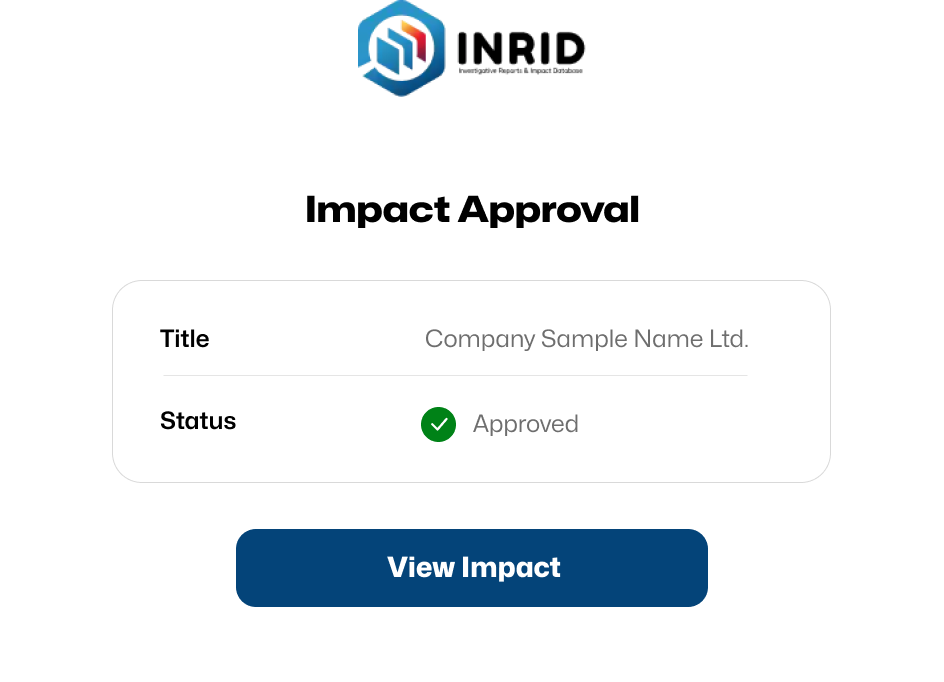 INRID
Investigative Reports & Impact Database
Impact Approval
Title
Company Sample Name Ltd.
Status
Approved
View Impact